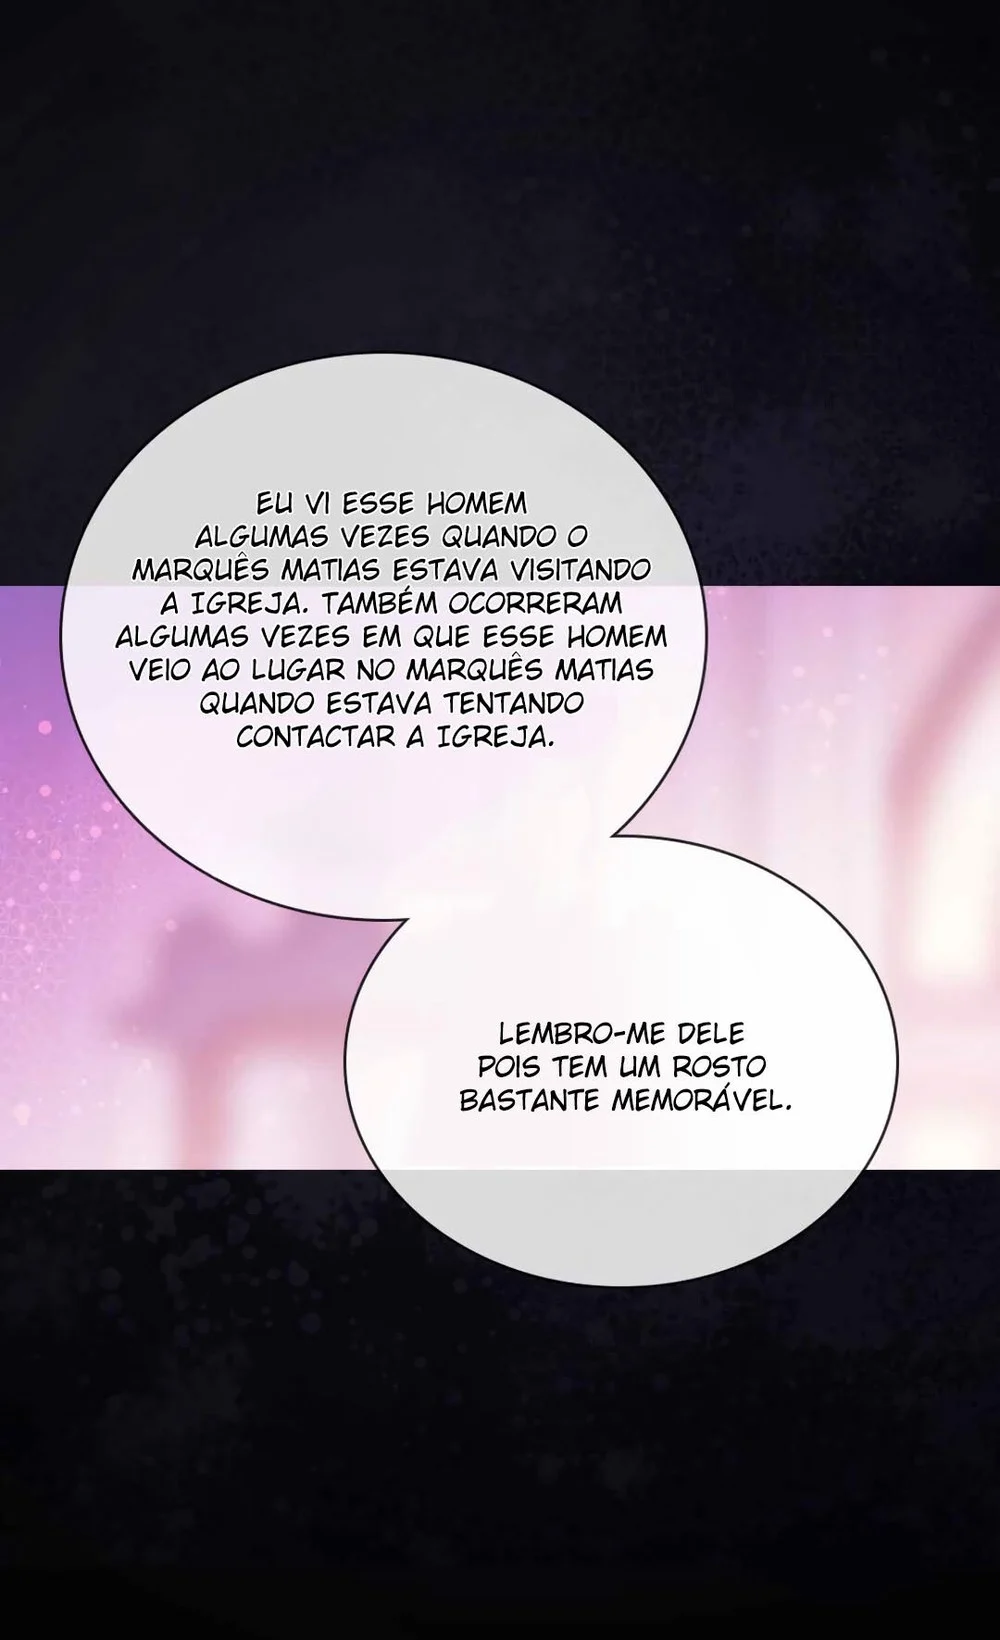 EU VI ESSE HOMEM
ALGUMAS VEZES QUANDO O
MARQUÊS MATIAS ESTAVA VISITANDO
A IGREJA. TAMBÉM OCORRERAM
ALGUMAS VEZES EM QUE ESSE HOMEM
VEIO AO LUGAR NO MARQUÊS MATIAS
QUANDO ESTAVA TENTANDO
CONTACTAR A IGREJA.
LEMBRO-ME DELE
POIS TEM UM ROSTO
BASTANTE MEMORÁVEL.